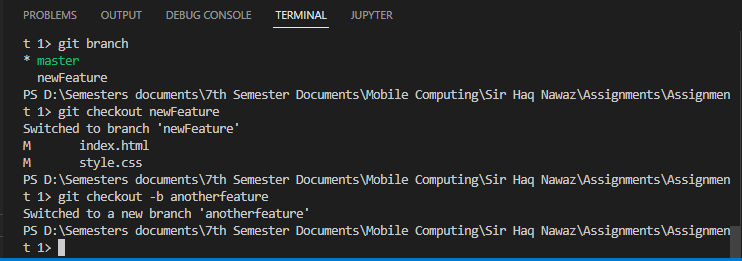 PROBLEMS OUTPUT DEBUG CONSOLE TERMINAL JUPYTER
t 1> git branch
* master
newFeature
PS D:\Semesters documents\7th Semester Documents\Mobile Computing\Sir Haq Nawaz\Assignments\Assignmen
t 1> git checkout newFeature
Switched to branch 'newFeature'
M index.html
M style.css
PS D:\Semesters documents\7th Semester Documents\Mobile Computing\Sir Haq Nawaz\Assignments\Assignmen
t 1> git checkout -b anotherfeature
Switched to a new branch 'anotherfeature'
PS D:\Semesters documents\7th Semester Documents\Mobile Computing\Sir Haq Nawaz\Assignments\Assignmen
t 1>